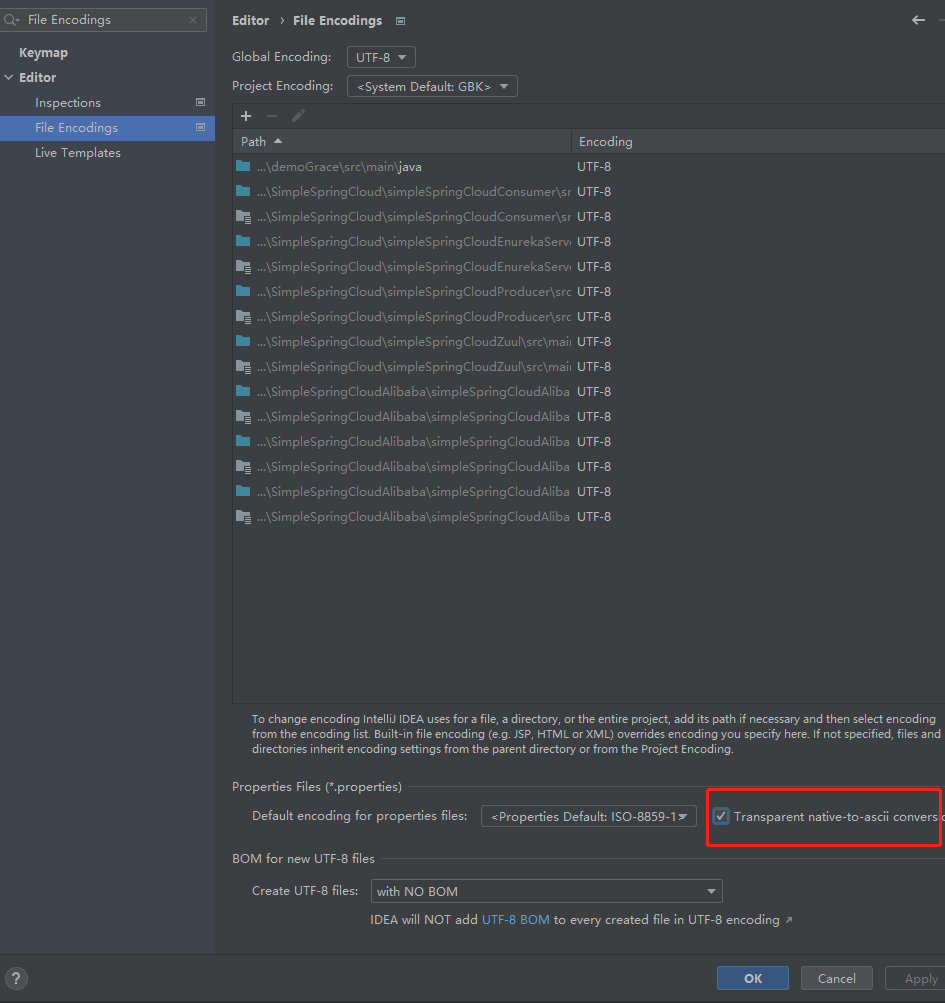 File Encodings
Editor › File Encodings
Keymap
Editor
Inspections
File Encodings
Live Templates
Global Encoding: UTF-8
Project Encoding: <System Default: GBK>
Path Encoding
...\demoGrace\src\main\java UTF-8
...\SimpleSpringCloud\simpleSpringCloudConsumer\sr UTF-8
...\SimpleSpringCloud\simpleSpringCloudConsumer\sr UTF-8
...\SimpleSpringCloud\simpleSpringCloudEnurekaServe UTF-8
...\SimpleSpringCloud\simpleSpringCloudEnurekaServe UTF-8
...\SimpleSpringCloud\simpleSpringCloudProducer\src UTF-8
...\SimpleSpringCloud\simpleSpringCloudProducer\src UTF-8
...\SimpleSpringCloud\simpleSpringCloudZuul\src\mai UTF-8
...\SimpleSpringCloud\simpleSpringCloudZuul\src\mai UTF-8
...\SimpleSpringCloudAlibaba\simpleSpringCloudAliba UTF-8
...\SimpleSpringCloudAlibaba\simpleSpringCloudAliba UTF-8
...\SimpleSpringCloudAlibaba\simpleSpringCloudAliba UTF-8
...\SimpleSpringCloudAlibaba\simpleSpringCloudAliba UTF-8
...\SimpleSpringCloudAlibaba\simpleSpringCloudAliba UTF-8
...\SimpleSpringCloudAlibaba\simpleSpringCloudAliba UTF-8
To change encoding IntelliJ IDEA uses for a file, a directory, or the entire project, add its path if necessary and then select encoding
from the encoding list. Built-in file encoding (e.g. JSP, HTML or XML) overrides encoding you specify here. If not specified, files and
directories inherit encoding settings from the parent directory or from the Project Encoding.
Properties Files (*.properties)
Default encoding for properties files: <Properties Default: ISO-8859-1 Transparent native-to-ascii conversio
BOM for new UTF-8 files
Create UTF-8 files: with NO BOM
IDEA will NOT add UTF-8 BOM to every created file in UTF-8 encoding ↗
? OK Cancel Apply